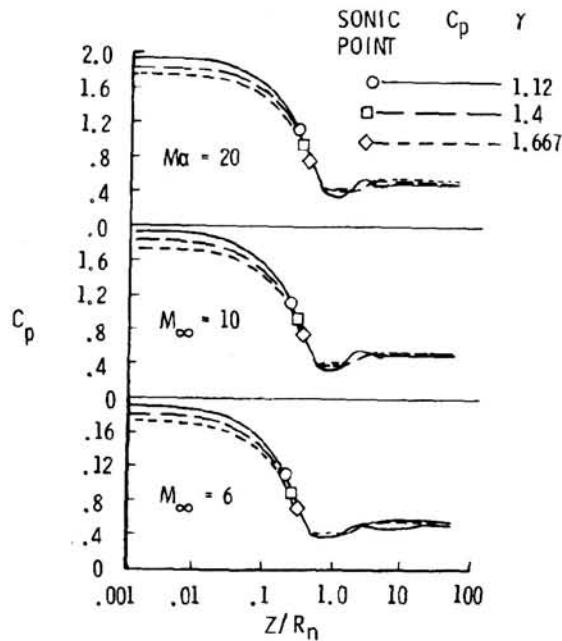 SONIC POINT Cp γ
1.12
1.4
1.667
2.0
1.6
1.2
.8
.4
.0
Mα = 20
1.6
1.2
.8
.4
0
M∞ = 10
Cp
.16
.12
.8
.4
0
M∞ = 6
.001 .01 .1 1.0 10 100
Z/Rn